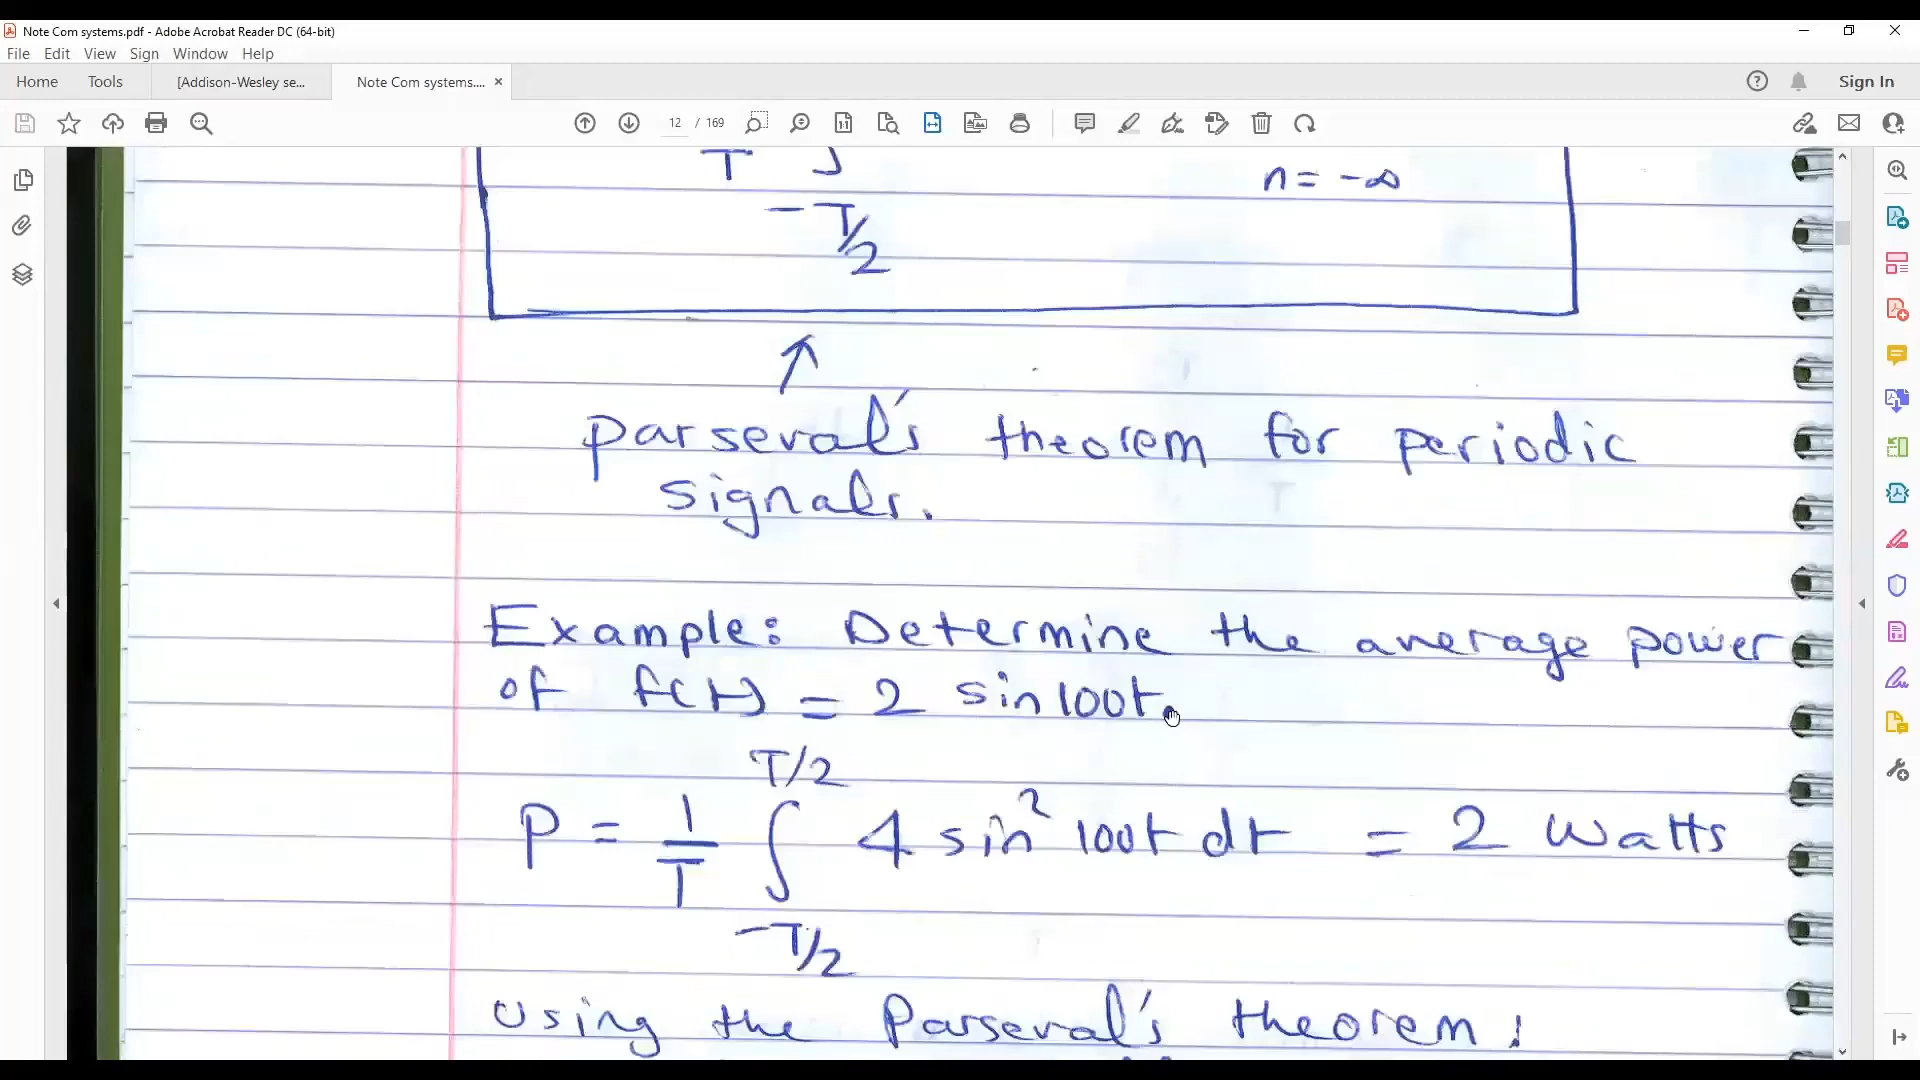 Note Com systems.pdf - Adobe Acrobat Reader DC (64-bit)
File Edit View Sign Window Help
Home Tools [Addison-Wesley se... Note Com systems.... × Sign In
12 / 169
T ∫ n = -∞
-T/2
parseval's theorem for periodic
signals.
Example: Determine the average power
of f(t) = 2 sin 100t.
T/2
P = 1/T ∫ 4 sin² 100t dt = 2 Watts
-T/2
Using the Parseval's theorem: